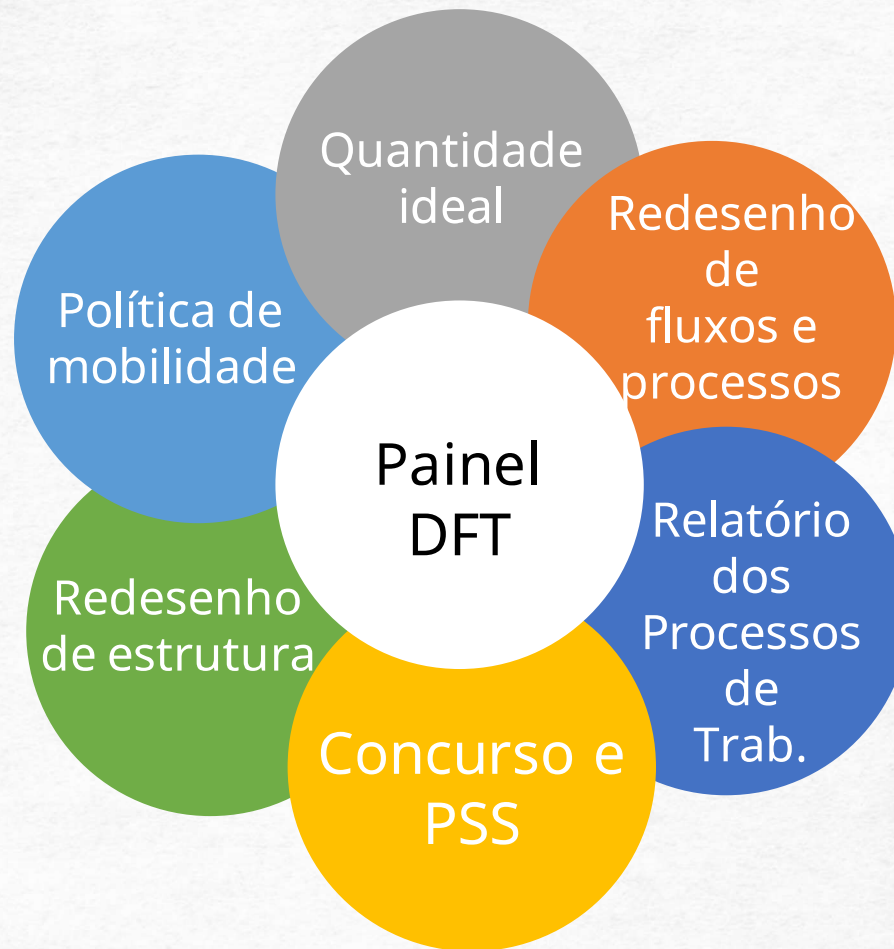 Quantidade
ideal
Redesenho
de
fluxos e
processos
Política de
mobilidade
Painel
DFT
Relatório
dos
Processos
de
Trab.
Redesenho
de estrutura
Concurso e
PSS